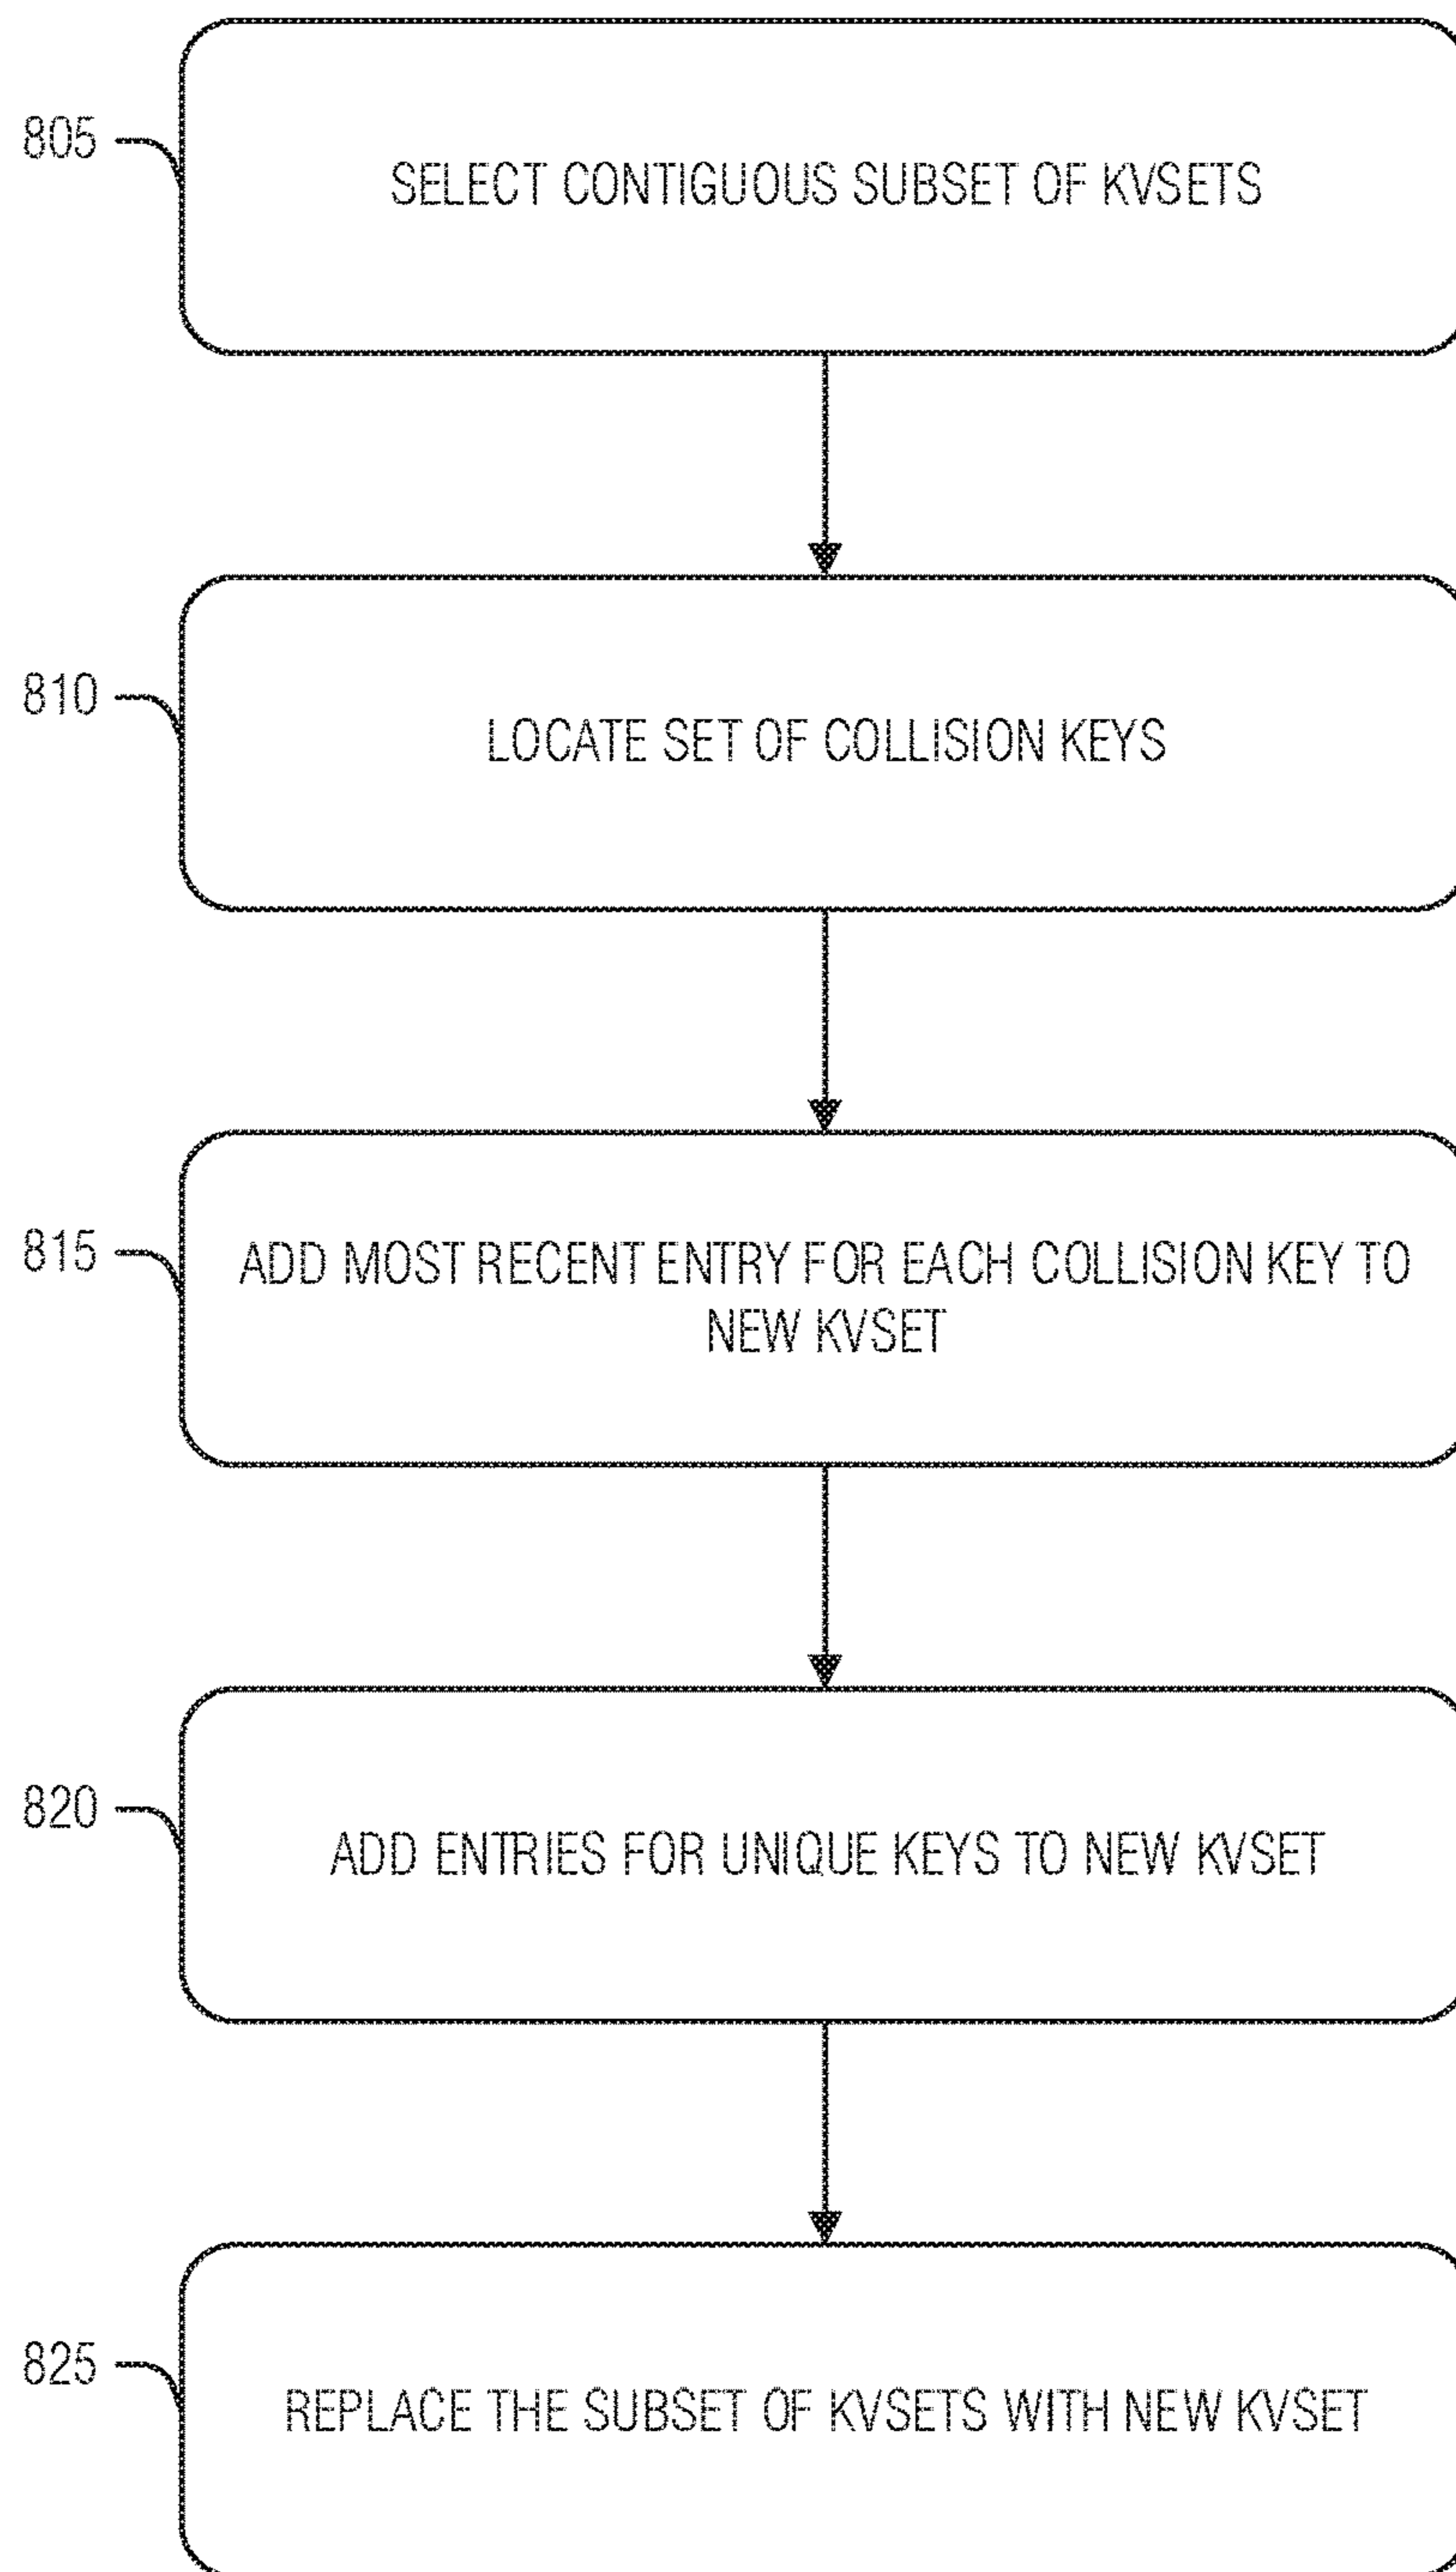 805
SELECT CONTIGUOUS SUBSET OF KVSETS
810
LOCATE SET OF COLLISION KEYS
815
ADD MOST RECENT ENTRY FOR EACH COLLISION KEY TO
NEW KVSET
820
ADD ENTRIES FOR UNIQUE KEYS TO NEW KVSET
825
REPLACE THE SUBSET OF KVSETS WITH NEW KVSET